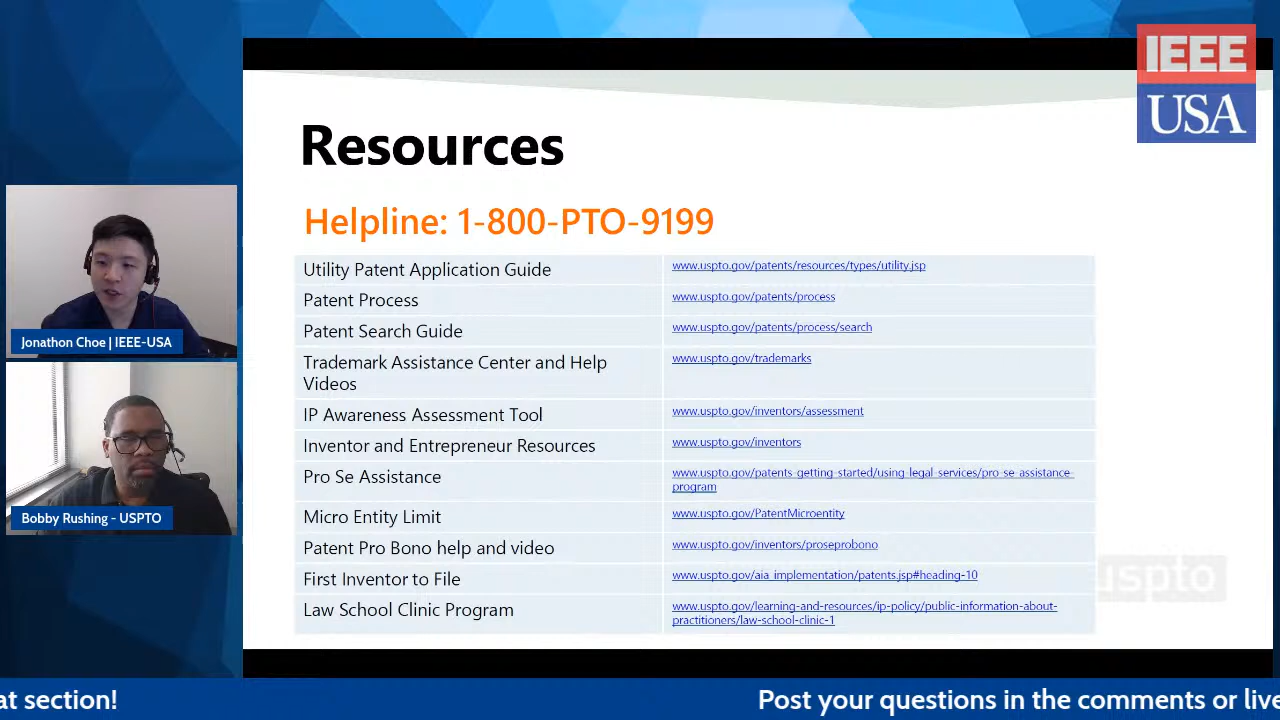 IEEE
USA
Resources
Helpline: 1-800-PTO-9199
Utility Patent Application Guide
www.uspto.gov/patents/resources/types/utility.jsp
Patent Process
www.uspto.gov/patents/process
Patent Search Guide
www.uspto.gov/patents/process/search
Trademark Assistance Center and Help
Videos
www.uspto.gov/trademarks
IP Awareness Assessment Tool
www.uspto.gov/inventors/assessment
Inventor and Entrepreneur Resources
www.uspto.gov/inventors
Pro Se Assistance
www.uspto.gov/patents-getting-started/using-legal-services/pro-se-assistance-
program
Micro Entity Limit
www.uspto.gov/PatentMicroentity
Patent Pro Bono help and video
www.uspto.gov/inventors/proseprobono
First Inventor to File
www.uspto.gov/aia_implementation/patents.jsp#heading-10
Law School Clinic Program
www.uspto.gov/learning-and-resources/ip-policy/public-information-about-
practitioners/law-school-clinic-1
uspto
Jonathon Choe | IEEE-USA
Bobby Rushing - USPTO
at section!
Post your questions in the comments or live